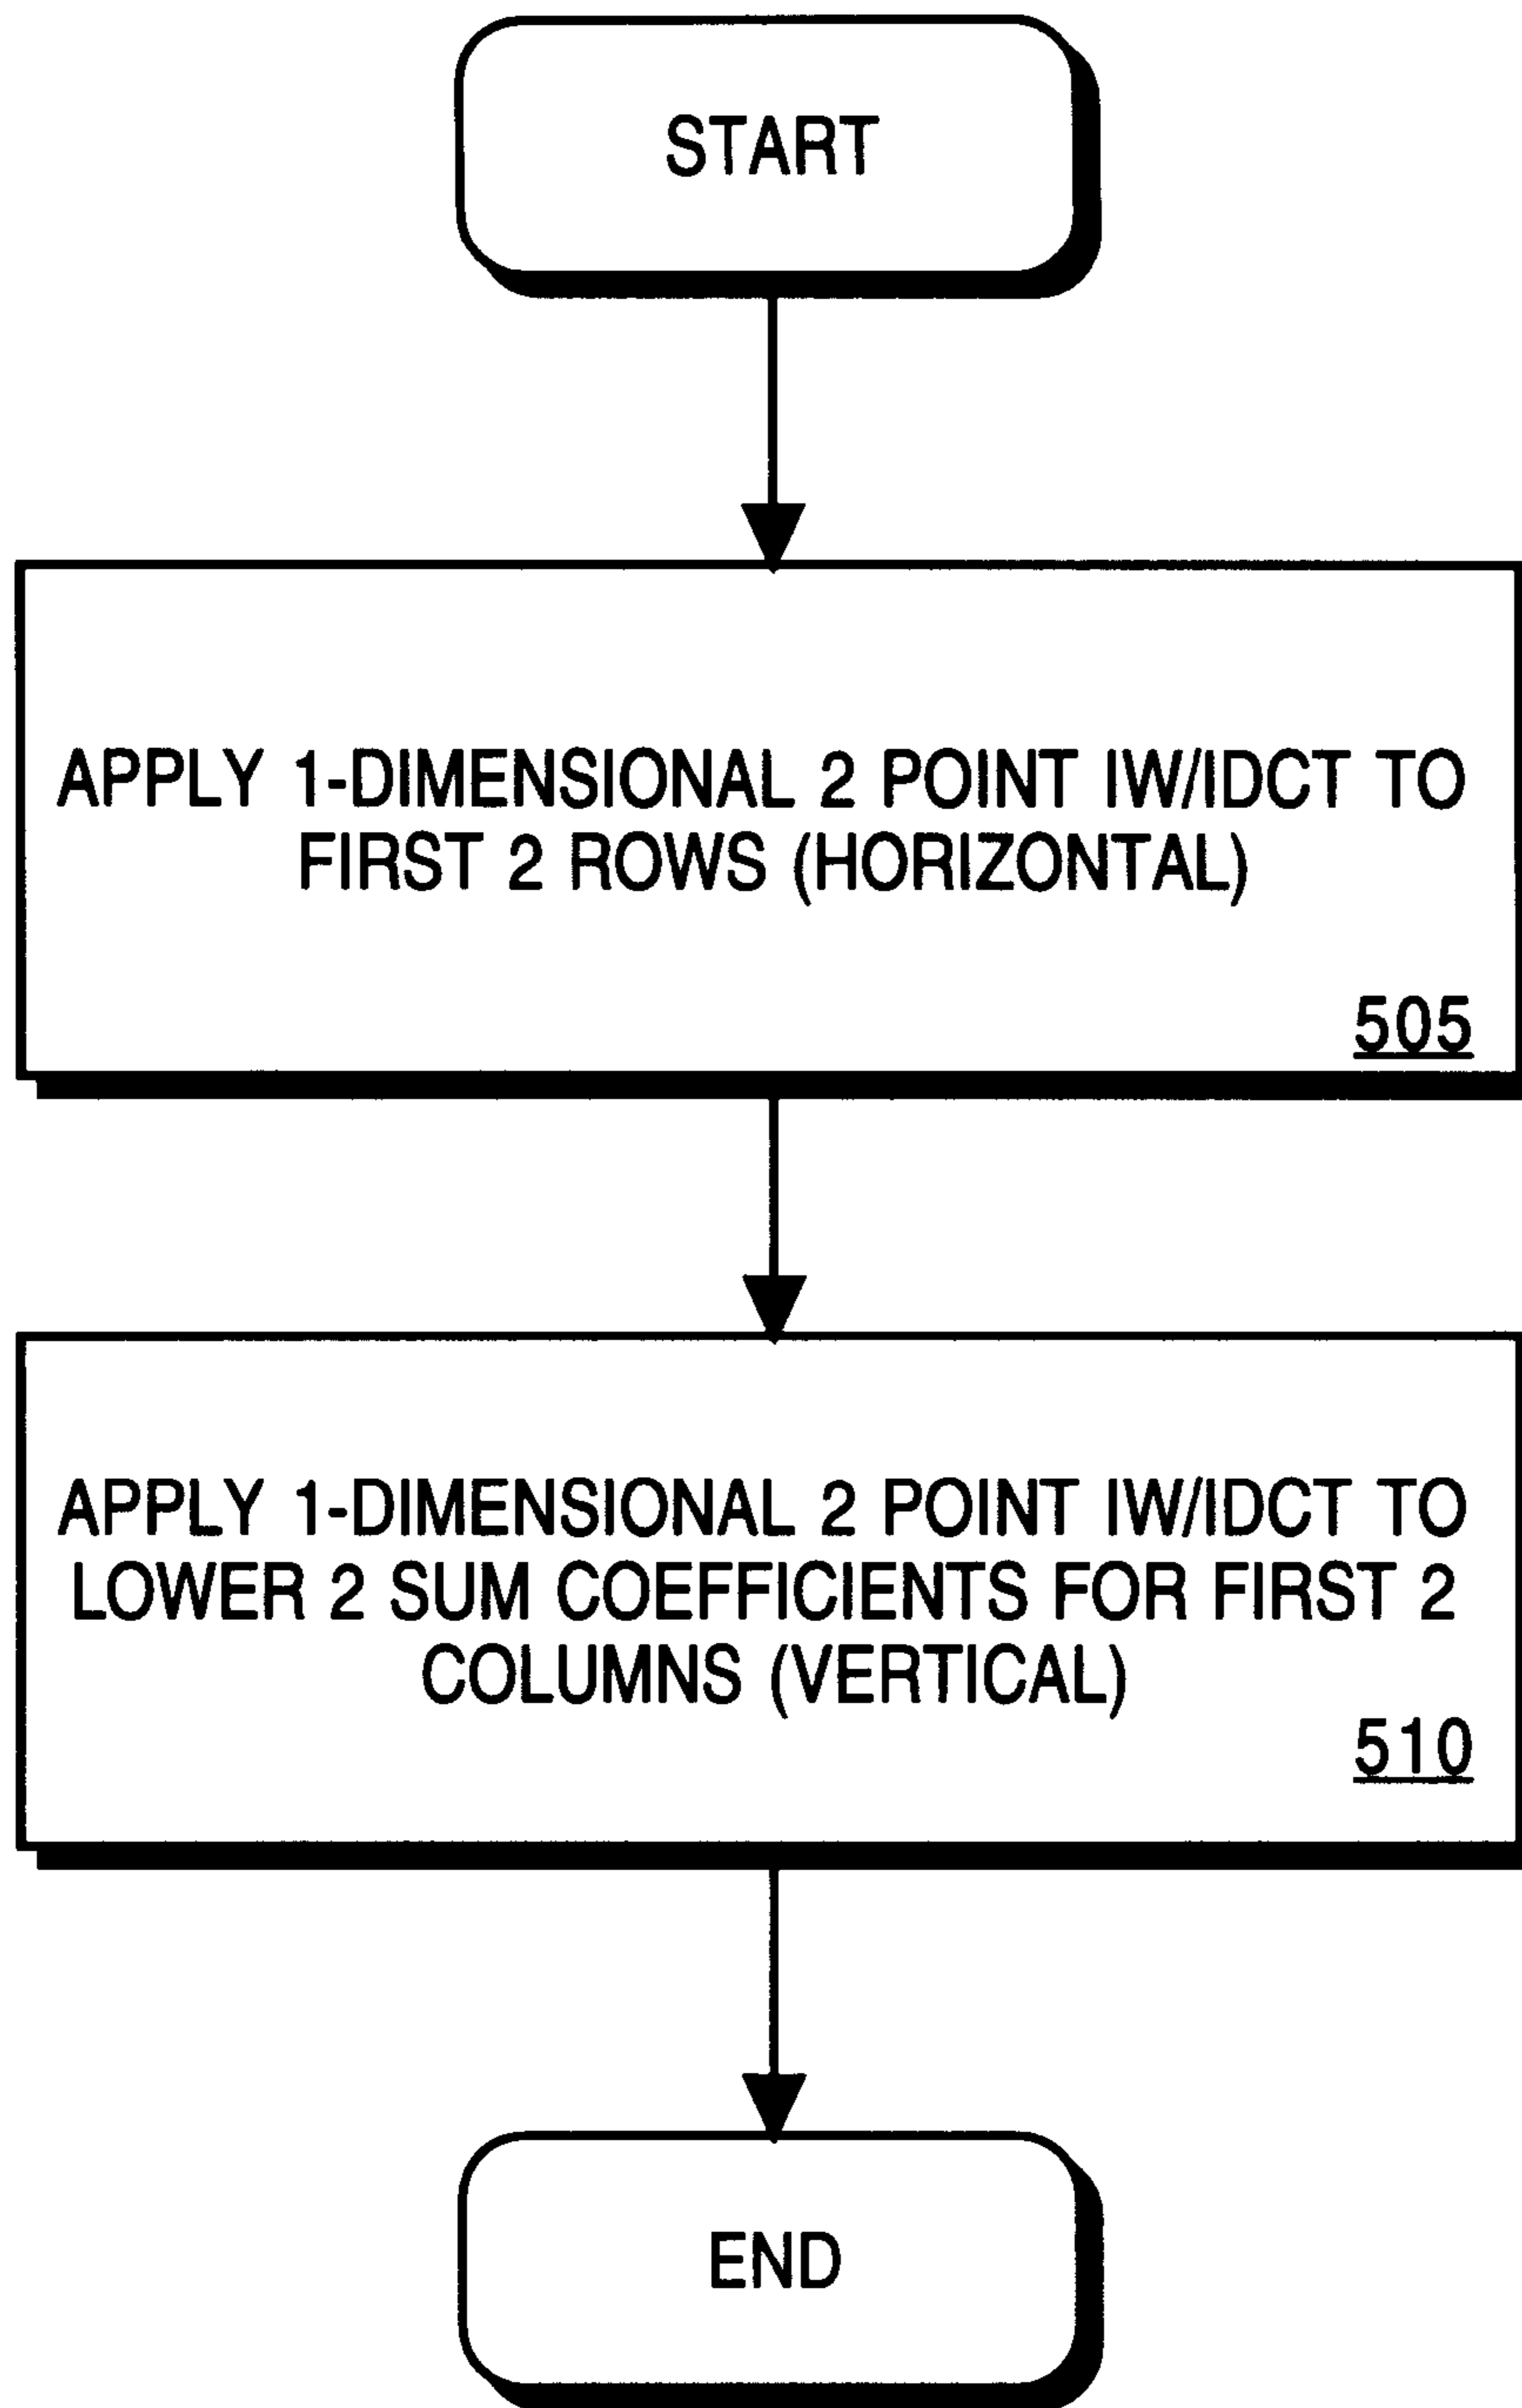 START
APPLY 1-DIMENSIONAL 2 POINT IW/IDCT TO
FIRST 2 ROWS (HORIZONTAL)
505
APPLY 1-DIMENSIONAL 2 POINT IW/IDCT TO
LOWER 2 SUM COEFFICIENTS FOR FIRST 2
COLUMNS (VERTICAL)
510
END